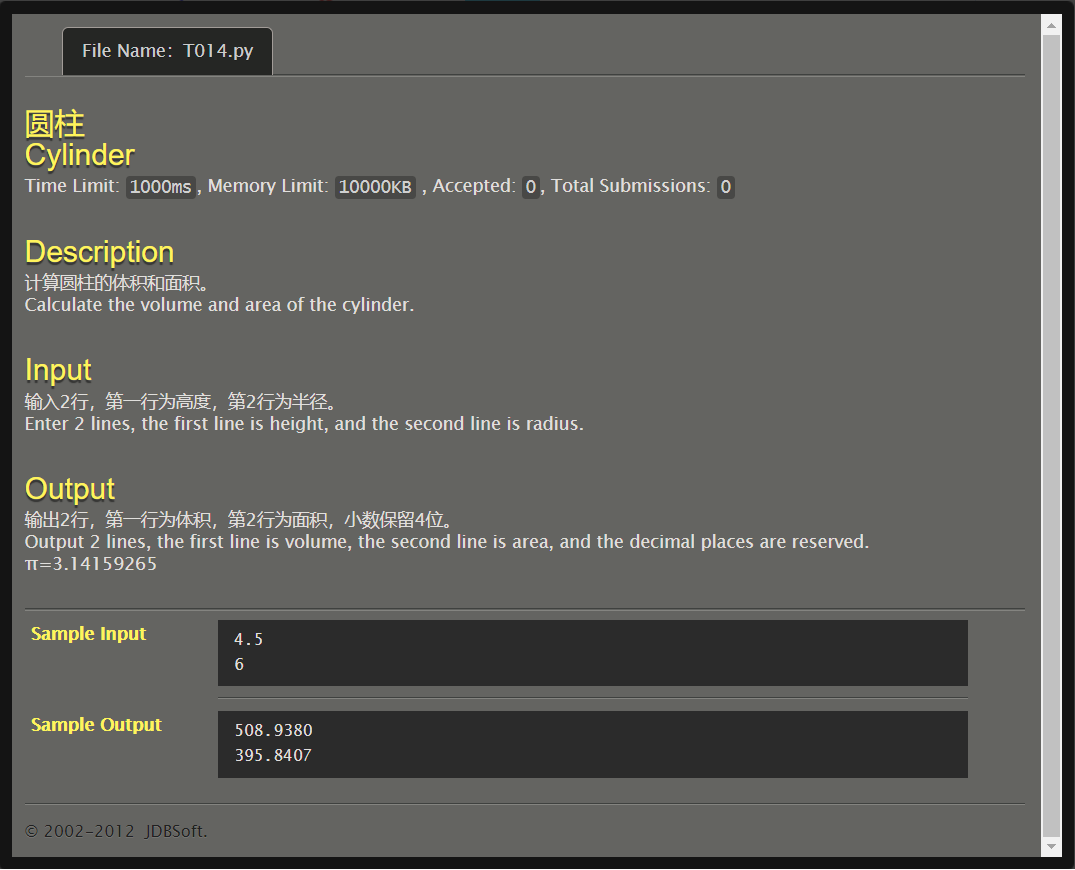 File Name: T014.py
圆柱
Cylinder
Time Limit: 1000ms, Memory Limit: 10000KB , Accepted: 0, Total Submissions: 0
Description
计算圆柱的体积和面积。
Calculate the volume and area of the cylinder.
Input
输入2行，第一行为高度，第2行为半径。
Enter 2 lines, the first line is height, and the second line is radius.
Output
输出2行，第一行为体积，第2行为面积，小数保留4位。
Output 2 lines, the first line is volume, the second line is area, and the decimal places are reserved.
π=3.14159265
Sample Input
4.5
6
Sample Output
508.9380
395.8407
© 2002-2012 JDBSoft.